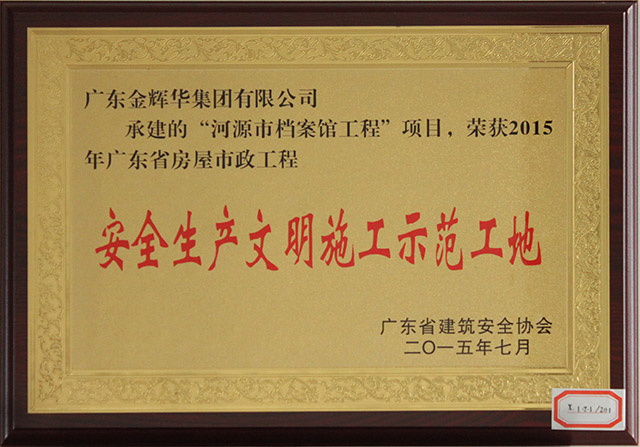 广东金辉华集团有限公司
承建的“河源市档案馆工程”项目，荣获2015
年广东省房屋市政工程
安全生产文明施工示范工地
广东省建筑安全协会
二〇一五年七月